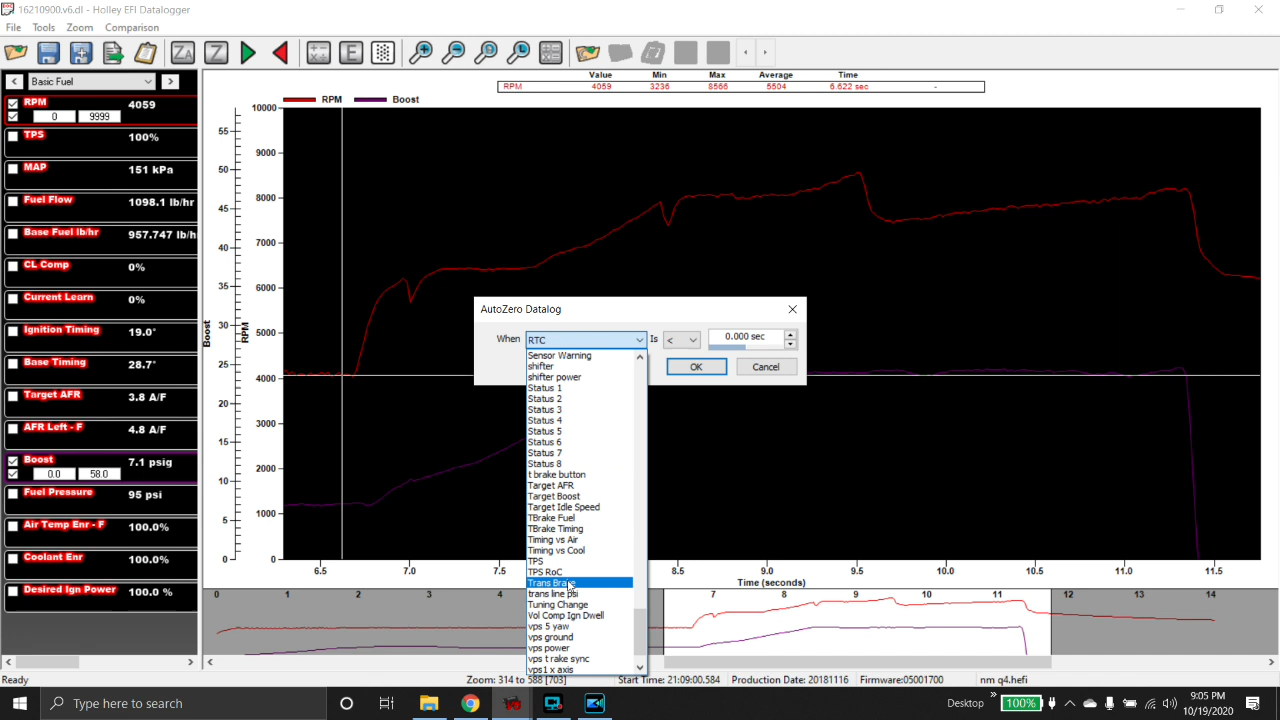 16210900.v6.dl - Holley EFI Datalogger
File Tools Zoom Comparison
Basic Fuel
RPM 4059
0 9999
TPS 100%
MAP 151 kPa
Fuel Flow 1098.1 lb/hr
Base Fuel lb/hr 957.747 lb/h
CL Comp 0%
Current Learn 0%
Ignition Timing 19.0°
Base Timing 28.7°
Target AFR 3.8 A/F
AFR Left - F 4.8 A/F
Boost 7.1 psig
0.0 58.0
Fuel Pressure 95 psi
Air Temp Enr - F 100.0%
Coolant Enr 100.0%
Desired Ign Power 100.0 %
Value Min Max Average Time
RPM 4059 3236 8566 5504 6.622 sec -
RPM Boost
Boost
55
50
45
40
35
30
25
20
15
10
5
0
RPM
10000
9000
8000
7000
6000
5000
4000
3000
2000
1000
0
6.5 7.0 7.5 8.5 9.0 9.5 10.0 10.5 11.0 11.5
Time (seconds)
0 1 2 3 4 5 7 8 9 10 11 12 13 14
AutoZero Datalog
When RTC Is < 0.000 sec
OK Cancel
Sensor Warning
shifter
shifter power
Status 1
Status 2
Status 3
Status 4
Status 5
Status 6
Status 7
Status 8
t brake button
Target AFR
Target Boost
Target Idle Speed
TBrake Fuel
TBrake Timing
Timing vs Air
Timing vs Cool
TPS
TPS RoC
Trans Brake
trans line psi
Tuning Change
Vol Comp Ign Dwell
vps 5 yaw
vps ground
vps power
vps t rake sync
vps1 x axis
Ready Zoom: 314 to 588 [703] Start Time: 21:09:00.584 Production Date: 20181116 Firmware:05001700 nm q4.hefi
Type here to search
Desktop
100%
9:05 PM
10/19/2020